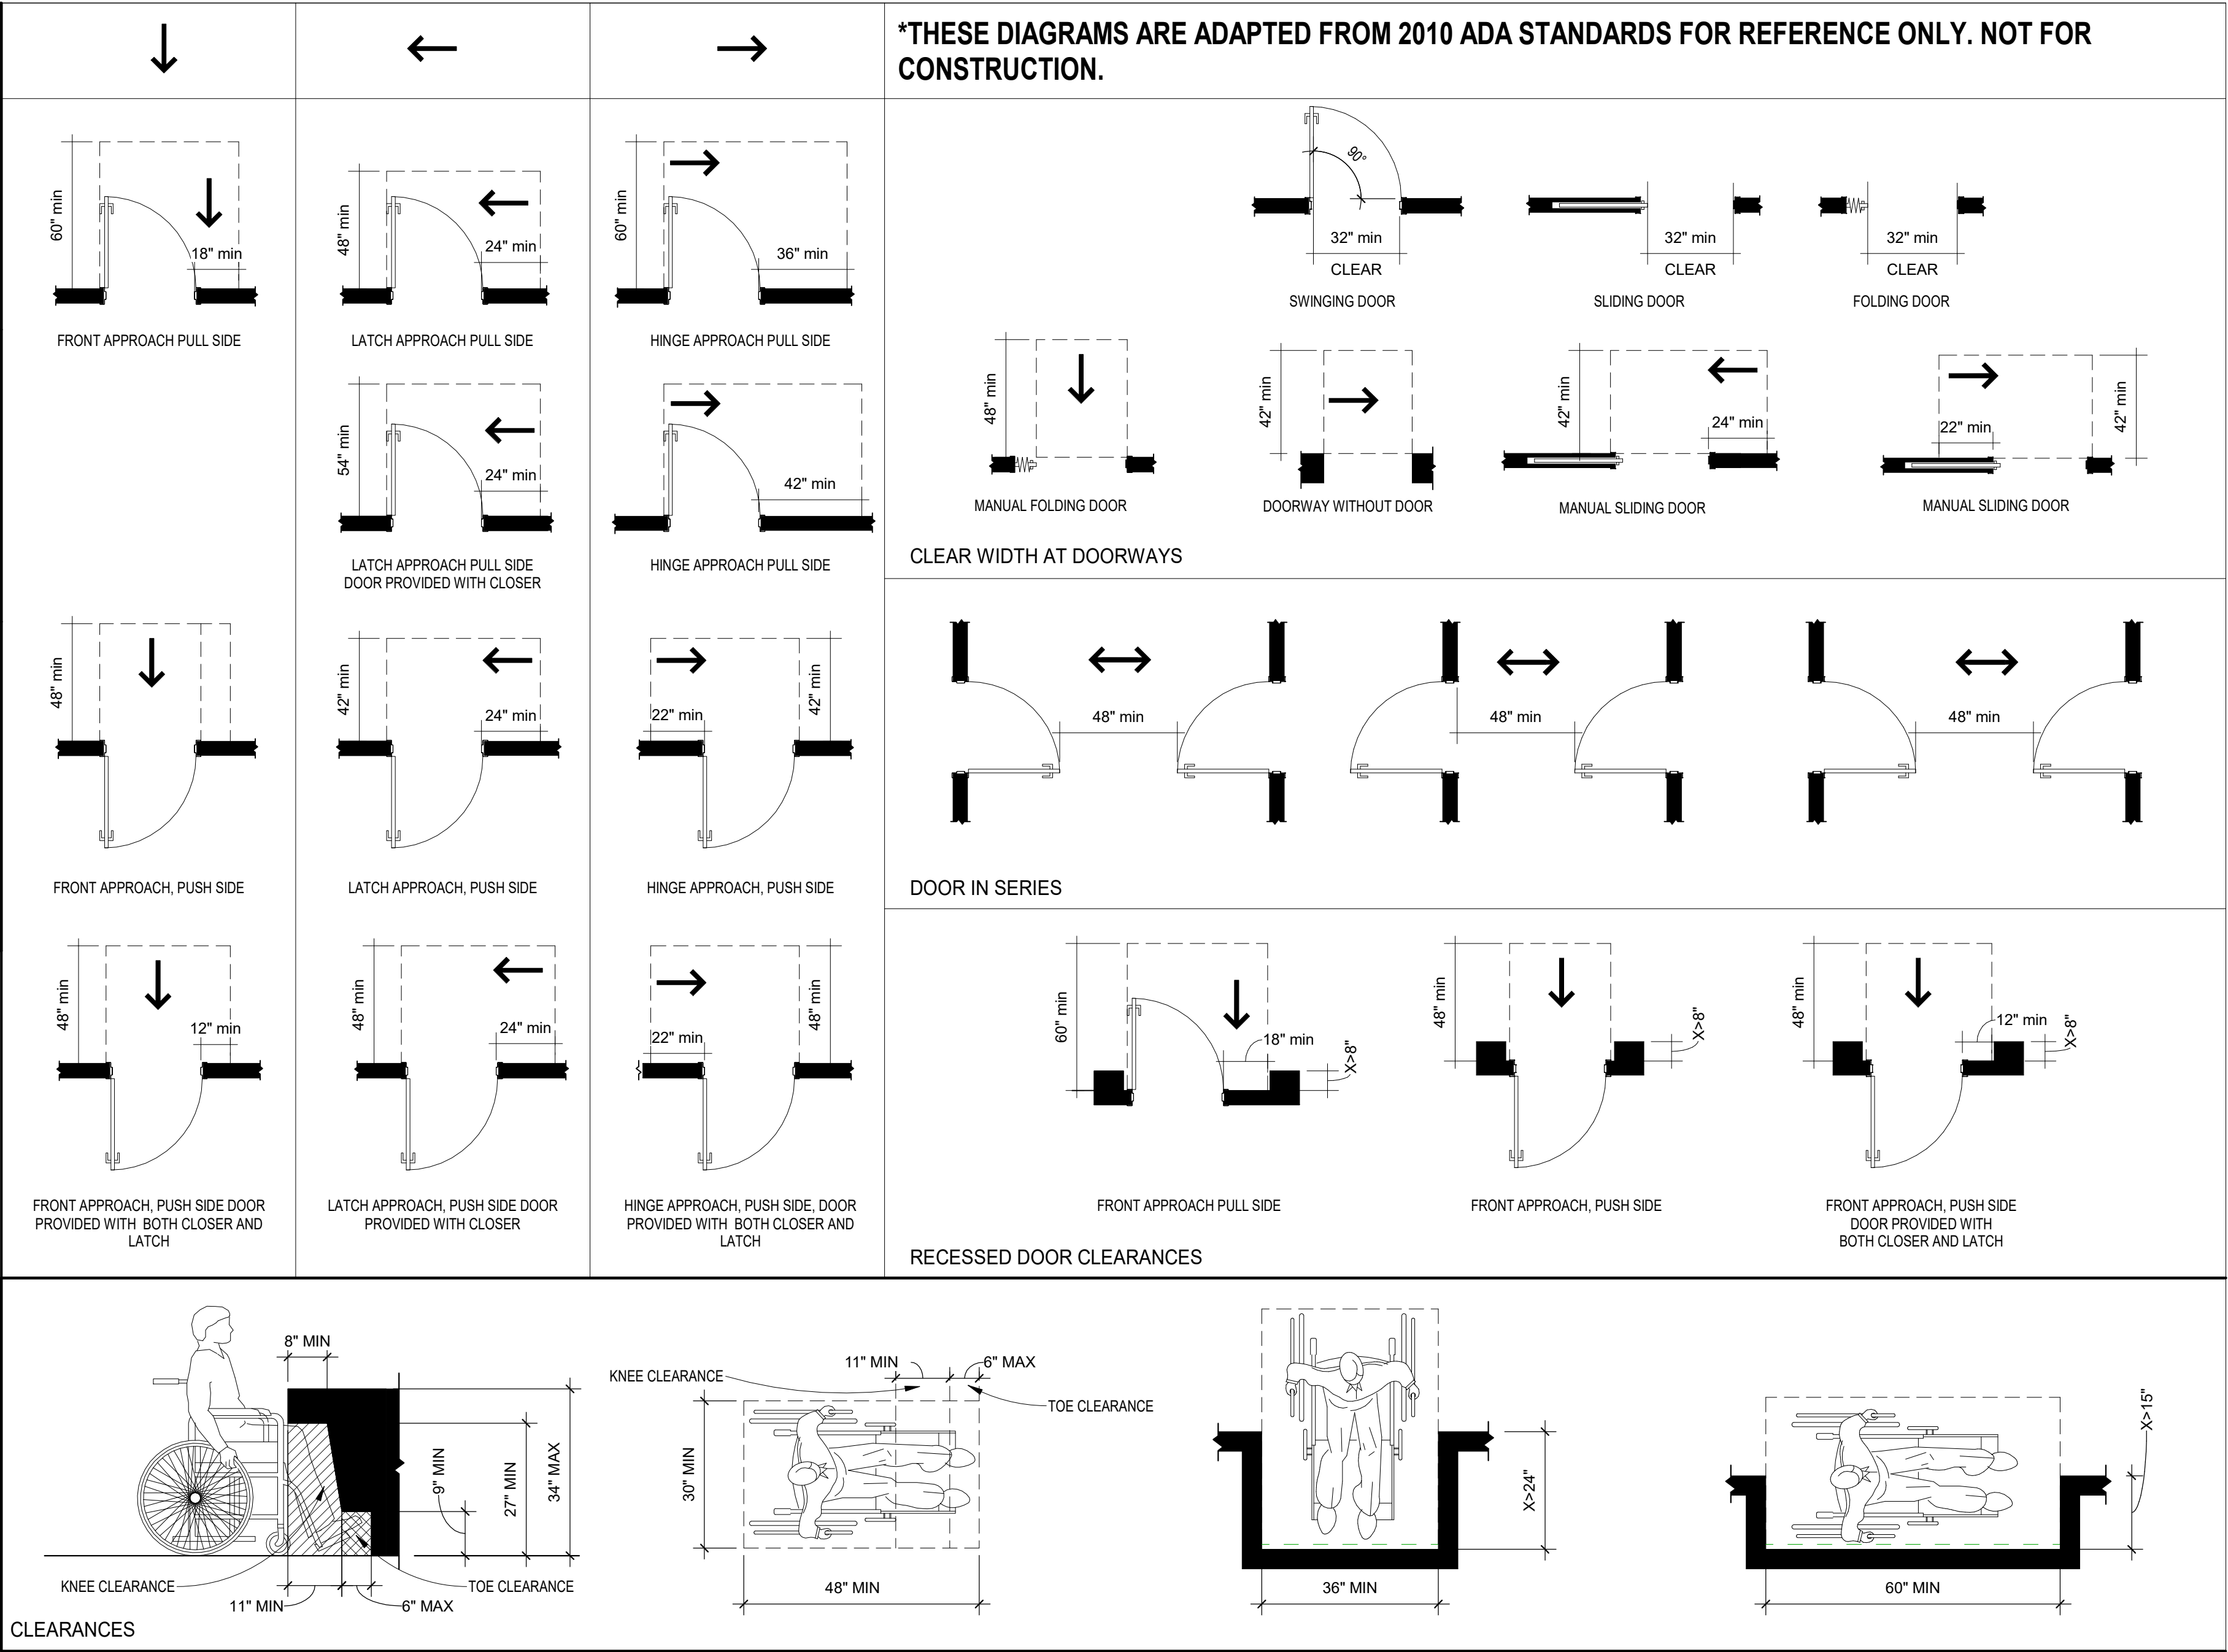 *THESE DIAGRAMS ARE ADAPTED FROM 2010 ADA STANDARDS FOR REFERENCE ONLY. NOT FOR
CONSTRUCTION.
60" min
18" min
FRONT APPROACH PULL SIDE
48" min
24" min
LATCH APPROACH PULL SIDE
60" min
36" min
HINGE APPROACH PULL SIDE
54" min
24" min
LATCH APPROACH PULL SIDE
DOOR PROVIDED WITH CLOSER
42" min
HINGE APPROACH PULL SIDE
48" min
FRONT APPROACH, PUSH SIDE
42" min
24" min
LATCH APPROACH, PUSH SIDE
22" min
42" min
HINGE APPROACH, PUSH SIDE
48" min
12" min
FRONT APPROACH, PUSH SIDE DOOR
PROVIDED WITH BOTH CLOSER AND
LATCH
48" min
24" min
LATCH APPROACH, PUSH SIDE DOOR
PROVIDED WITH CLOSER
22" min
48" min
HINGE APPROACH, PUSH SIDE, DOOR
PROVIDED WITH BOTH CLOSER AND
LATCH
90°
32" min
CLEAR
SWINGING DOOR
32" min
CLEAR
SLIDING DOOR
32" min
CLEAR
FOLDING DOOR
48" min
MANUAL FOLDING DOOR
42" min
DOORWAY WITHOUT DOOR
42" min
24" min
MANUAL SLIDING DOOR
22" min
42" min
MANUAL SLIDING DOOR
CLEAR WIDTH AT DOORWAYS
48" min
48" min
48" min
DOOR IN SERIES
60" min
18" min
X>8"
FRONT APPROACH PULL SIDE
48" min
X>8"
FRONT APPROACH, PUSH SIDE
48" min
12" min
X>8"
FRONT APPROACH, PUSH SIDE
DOOR PROVIDED WITH
BOTH CLOSER AND LATCH
RECESSED DOOR CLEARANCES
8" MIN
9" MIN
27" MIN
34" MAX
KNEE CLEARANCE
TOE CLEARANCE
11" MIN
6" MAX
KNEE CLEARANCE
11" MIN
6" MAX
TOE CLEARANCE
30" MIN
48" MIN
X>24"
36" MIN
X>15"
60" MIN
CLEARANCES